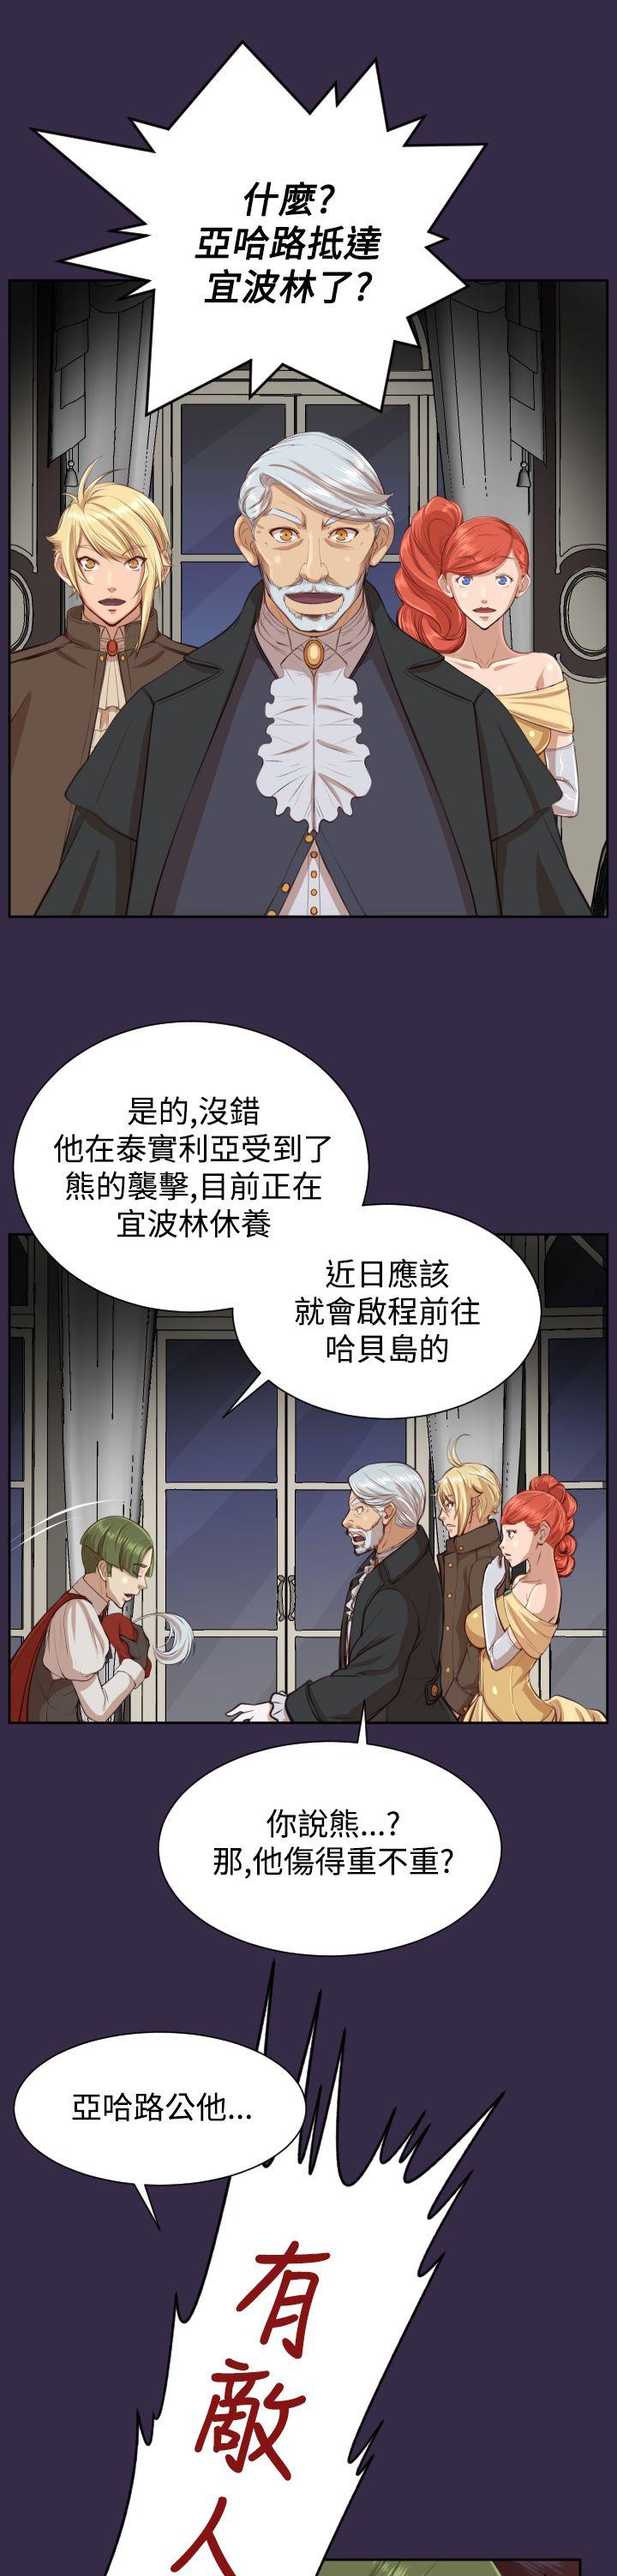 什麼?
亞哈路抵達
宜波林了?
是的,沒錯
他在泰實利亞受到了
熊的襲擊,目前正在
宜波林休養
近日應該
就會啟程前往
哈貝島的
你說熊...?
那,他傷得重不重?
亞哈路公他...
有
敵
人